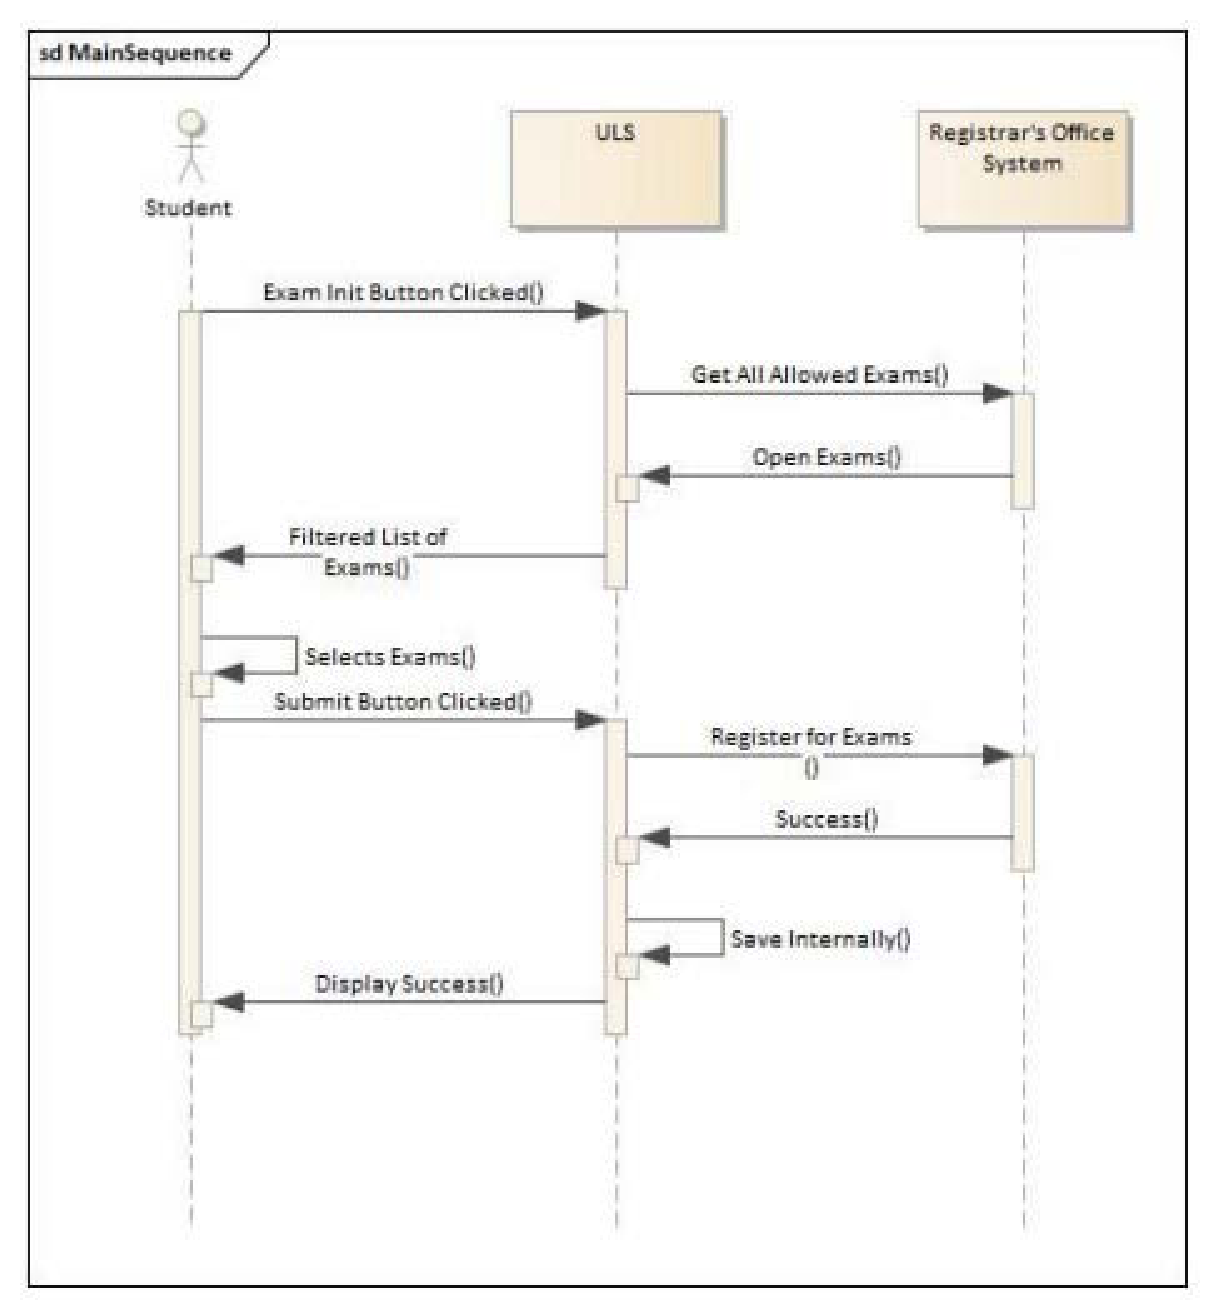 sd MainSequence
Student
ULS
Registrar's Office
System
Exam Init Button Clicked()
Get All Allowed Exams()
Open Exams()
Filtered List of
Exams()
Selects Exams()
Submit Button Clicked()
Register for Exams
()
Success()
Save Internally()
Display Success()